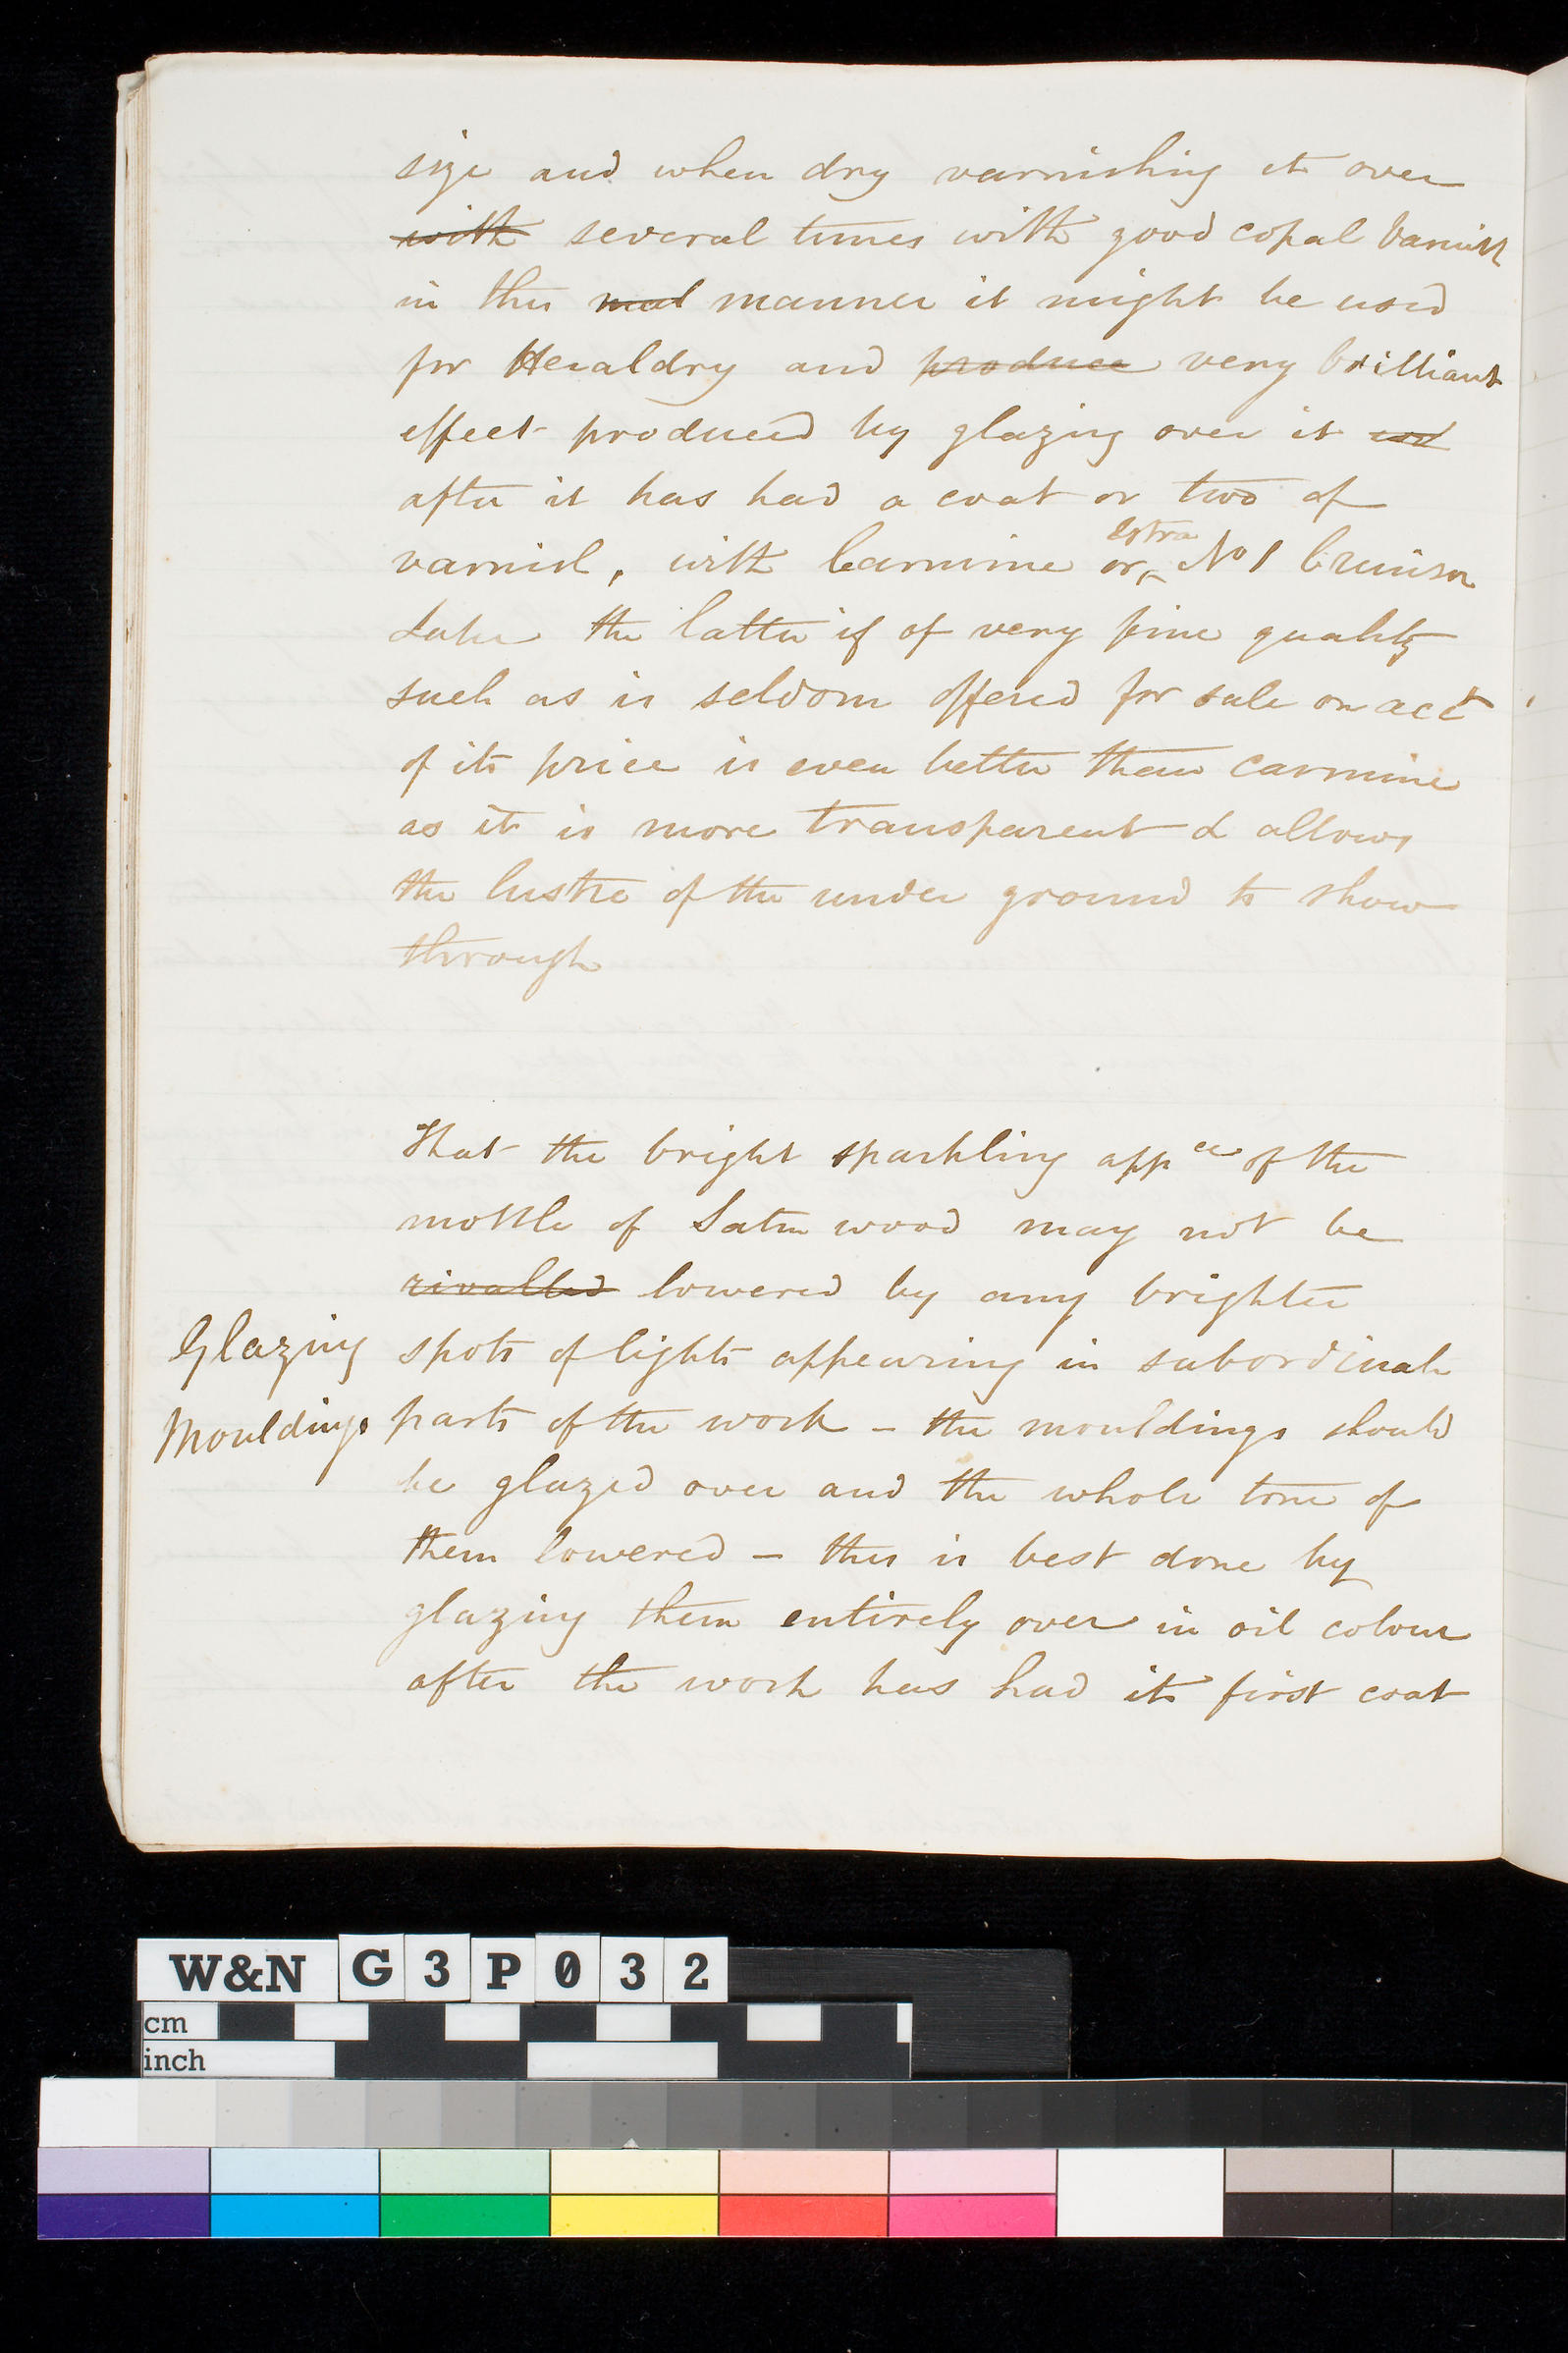 size and when dry varnishing it over
with several times with good copal Varnish
in this mal manner it might be used
for Heraldry and produce very brilliant
effect produced by glazing over it
after it has had a coat or two of
varnish, with Carmine or extra No 1 Crimson
Lake the latter if of very fine quality
such as is seldom offered for sale on acct
of its price is even better than carmine
as it is more transparent & allows
the lustre of the under ground to show
through
That the bright sparkling appce of the
mottle of Satin wood may not be
rivalled lowered by any brighter
spots of lights appearing in subordinate
Glazing
Mouldings
parts of the work - the mouldings should
be glazed over and the whole tone of
them lowered - this is best done by
glazing them entirely over in oil colour
after the work has had its first coat
W&N G3P032
cm
inch